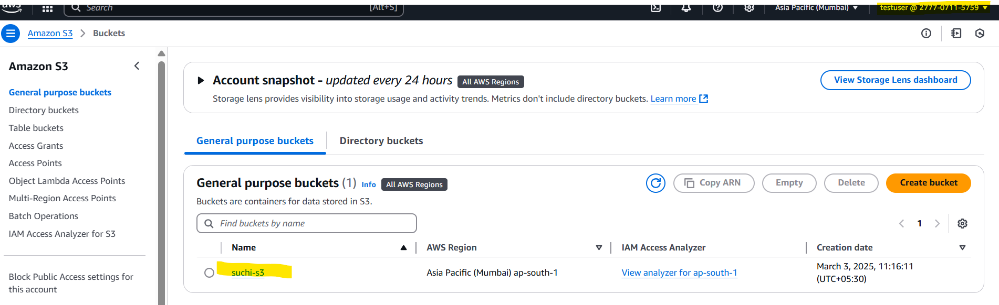 aws
Search [Alt+S] Asia Pacific (Mumbai) testuser @ 2777-0711-5759
Amazon S3 Buckets
Amazon S3
General purpose buckets
Directory buckets
Table buckets
Access Grants
Access Points
Object Lambda Access Points
Multi-Region Access Points
Batch Operations
IAM Access Analyzer for S3
Block Public Access settings for
this account
Account snapshot - updated every 24 hours All AWS Regions View Storage Lens dashboard
Storage lens provides visibility into storage usage and activity trends. Metrics don't include directory buckets. Learn more
General purpose buckets Directory buckets
General purpose buckets (1) Info All AWS Regions Copy ARN Empty Delete Create bucket
Buckets are containers for data stored in S3.
Find buckets by name 1
Name AWS Region IAM Access Analyzer Creation date
suchi-s3 Asia Pacific (Mumbai) ap-south-1 View analyzer for ap-south-1 March 3, 2025, 11:16:11
(UTC+05:30)